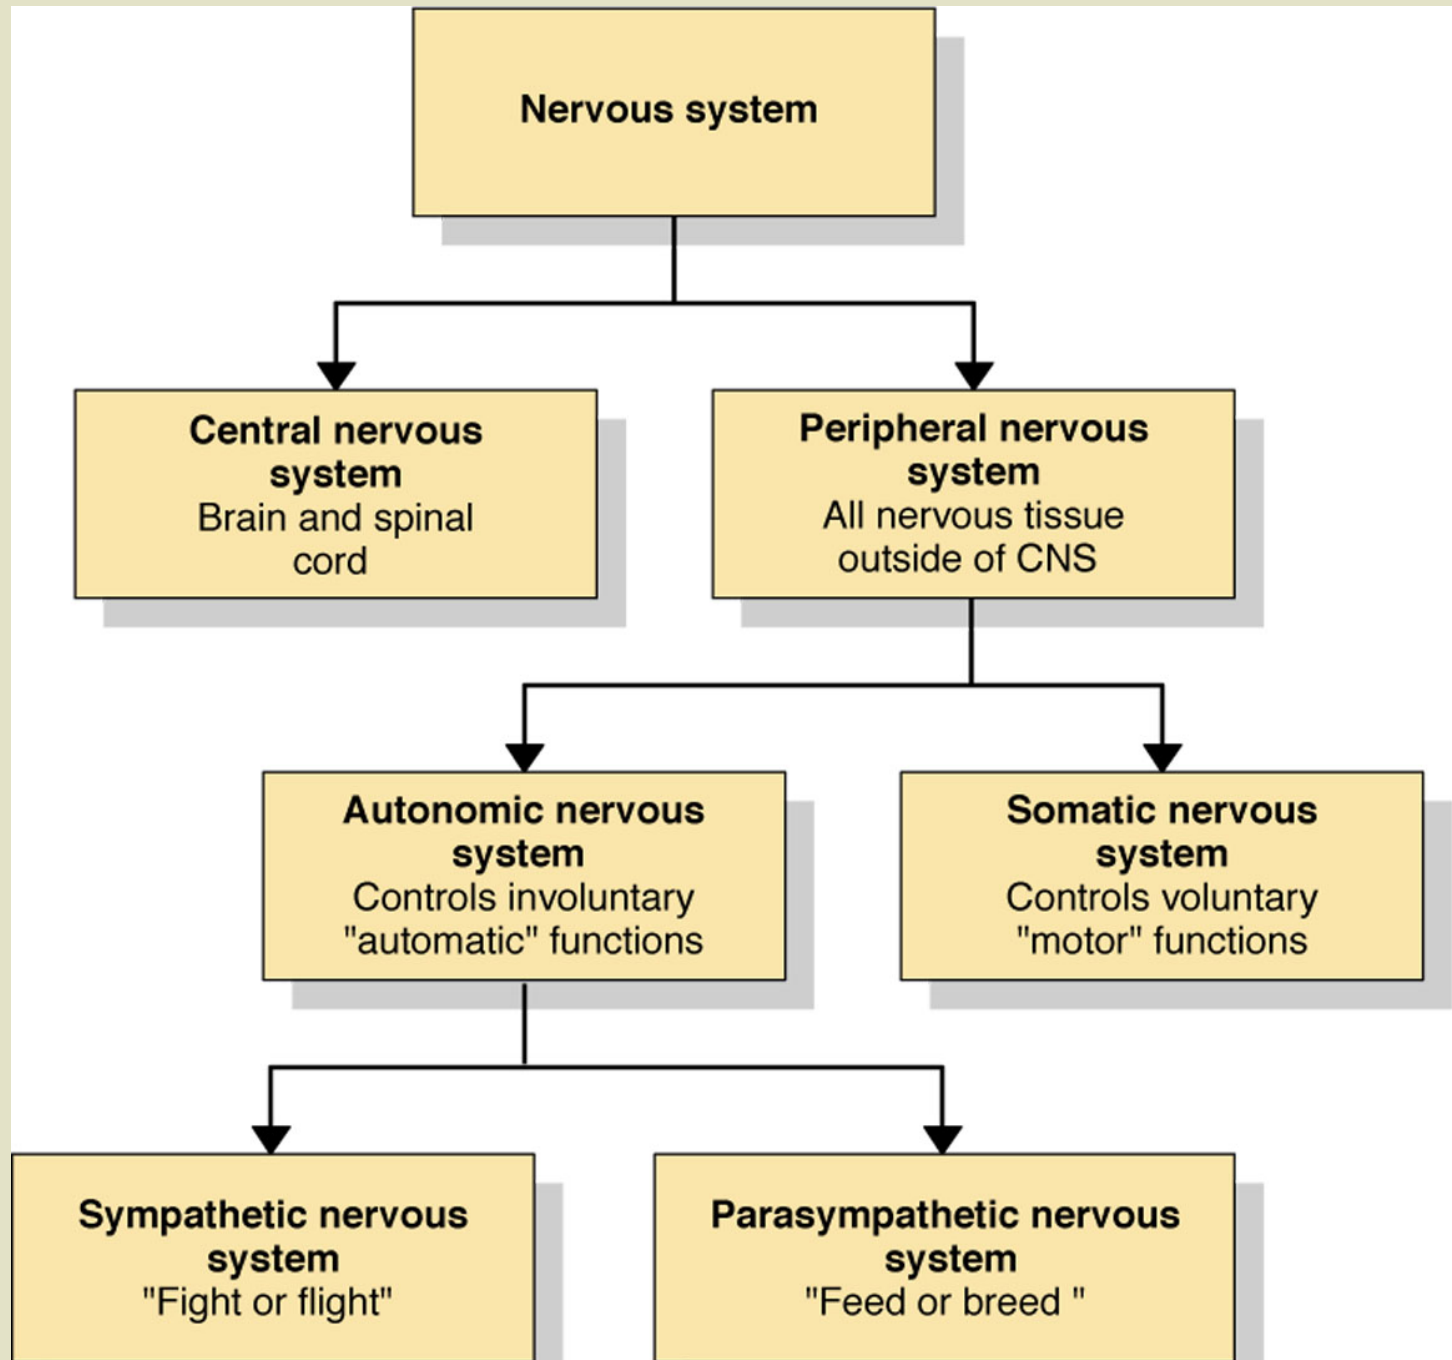 Nervous system
Central nervous
system
Brain and spinal
cord
Peripheral nervous
system
All nervous tissue
outside of CNS
Autonomic nervous
system
Controls involuntary
"automatic" functions
Somatic nervous
system
Controls voluntary
"motor" functions
Sympathetic nervous
system
"Fight or flight"
Parasympathetic nervous
system
"Feed or breed "